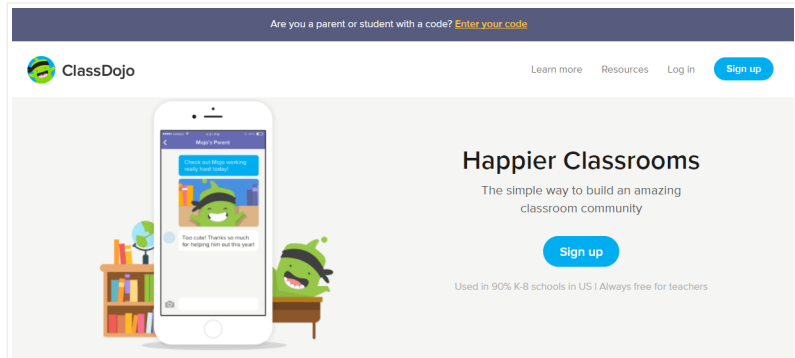 Are you a parent or student with a code? Enter your code
ClassDojo
Learn more Resources Log in Sign up
Mojo's Parent
Check out Mojo working
really hard today!
Too cute! Thanks so much
for helping him out this year!
Happier Classrooms
The simple way to build an amazing
classroom community
Sign up
Used in 90% K-8 schools in US | Always free for teachers